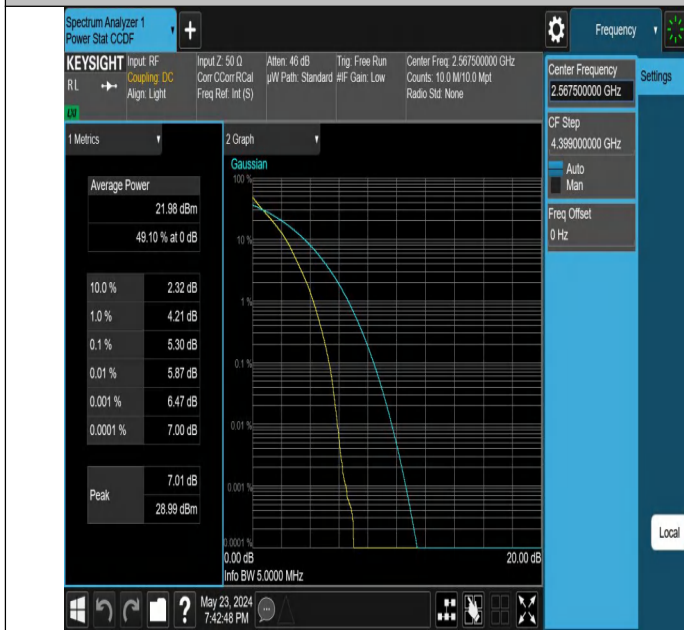 Spectrum Analyzer 1
Power Stat CCDF
+
Frequency
KEYSIGHT
RL
Input: RF
Coupling: DC
Align: Light
Input Z: 50 Ω
Corr CCorr RCal
Freq Ref: Int (S)
Atten: 46 dB
µW Path: Standard
Trig: Free Run
#IF Gain: Low
Center Freq: 2.567500000 GHz
Counts: 10.0 M/10.0 Mpt
Radio Std: None
Center Frequency
2.567500000 GHz
Settings
CF Step
4.399000000 GHz
Auto
Man
Freq Offset
0 Hz
1 Metrics
Average Power
21.98 dBm
49.10 % at 0 dB
10.0 % 2.32 dB
1.0 % 4.21 dB
0.1 % 5.30 dB
0.01 % 5.87 dB
0.001 % 6.47 dB
0.0001 % 7.00 dB
Peak
7.01 dB
28.99 dBm
2 Graph
Gaussian
100 %
10 %
1 %
0.1 %
0.01 %
0.001 %
0.0001 %
0.00 dB 20.00 dB
Info BW 5.0000 MHz
Local
?
May 23, 2024
7:42:48 PM